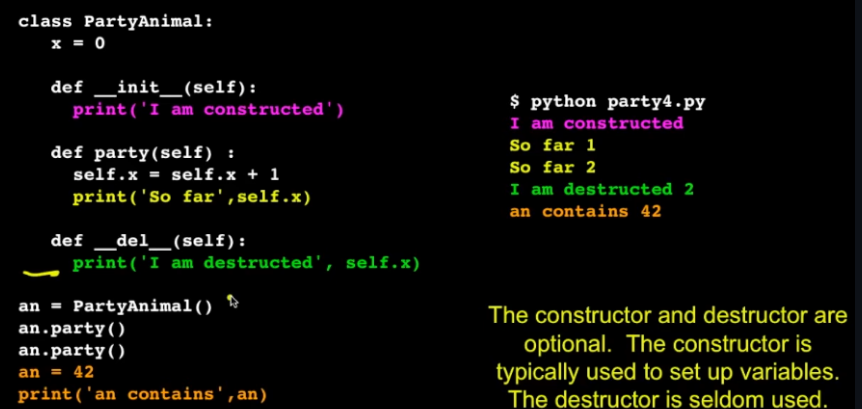 class PartyAnimal:
   x = 0

   def __init__(self):
     print('I am constructed')

   def party(self) :
     self.x = self.x + 1
     print('So far',self.x)

   def __del__(self):
     print('I am destructed', self.x)

an = PartyAnimal()
an.party()
an.party()
an = 42
print('an contains',an)

$ python party4.py
I am constructed
So far 1
So far 2
I am destructed 2
an contains 42

The constructor and destructor are
optional. The constructor is
typically used to set up variables.
The destructor is seldom used.